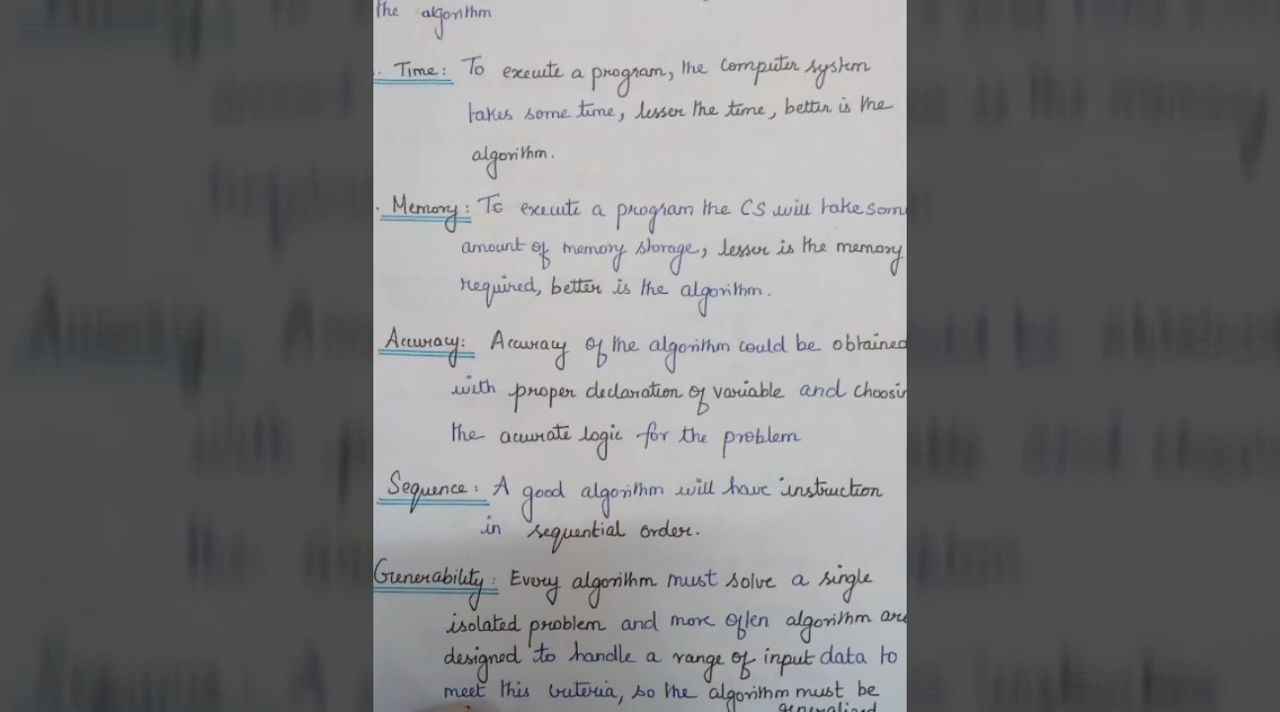 the algorithm
Time: To execute a program, the computer system
takes some time, lesser the time, better is the
algorithm.
Memory: To execute a program the CS will take som
amount of memory storage, lesser is the memory
required, better is the algorithm.
Accuracy: Accuracy of the algorithm could be obtained
with proper declaration of variable and choosin
the accurate logic for the problem
Sequence: A good algorithm will have instruction
in sequential order.
Generability: Every algorithm must solve a single
isolated problem and more often algorithm are
designed to handle a range of input data to
meet this criteria, so the algorithm must be
generalised